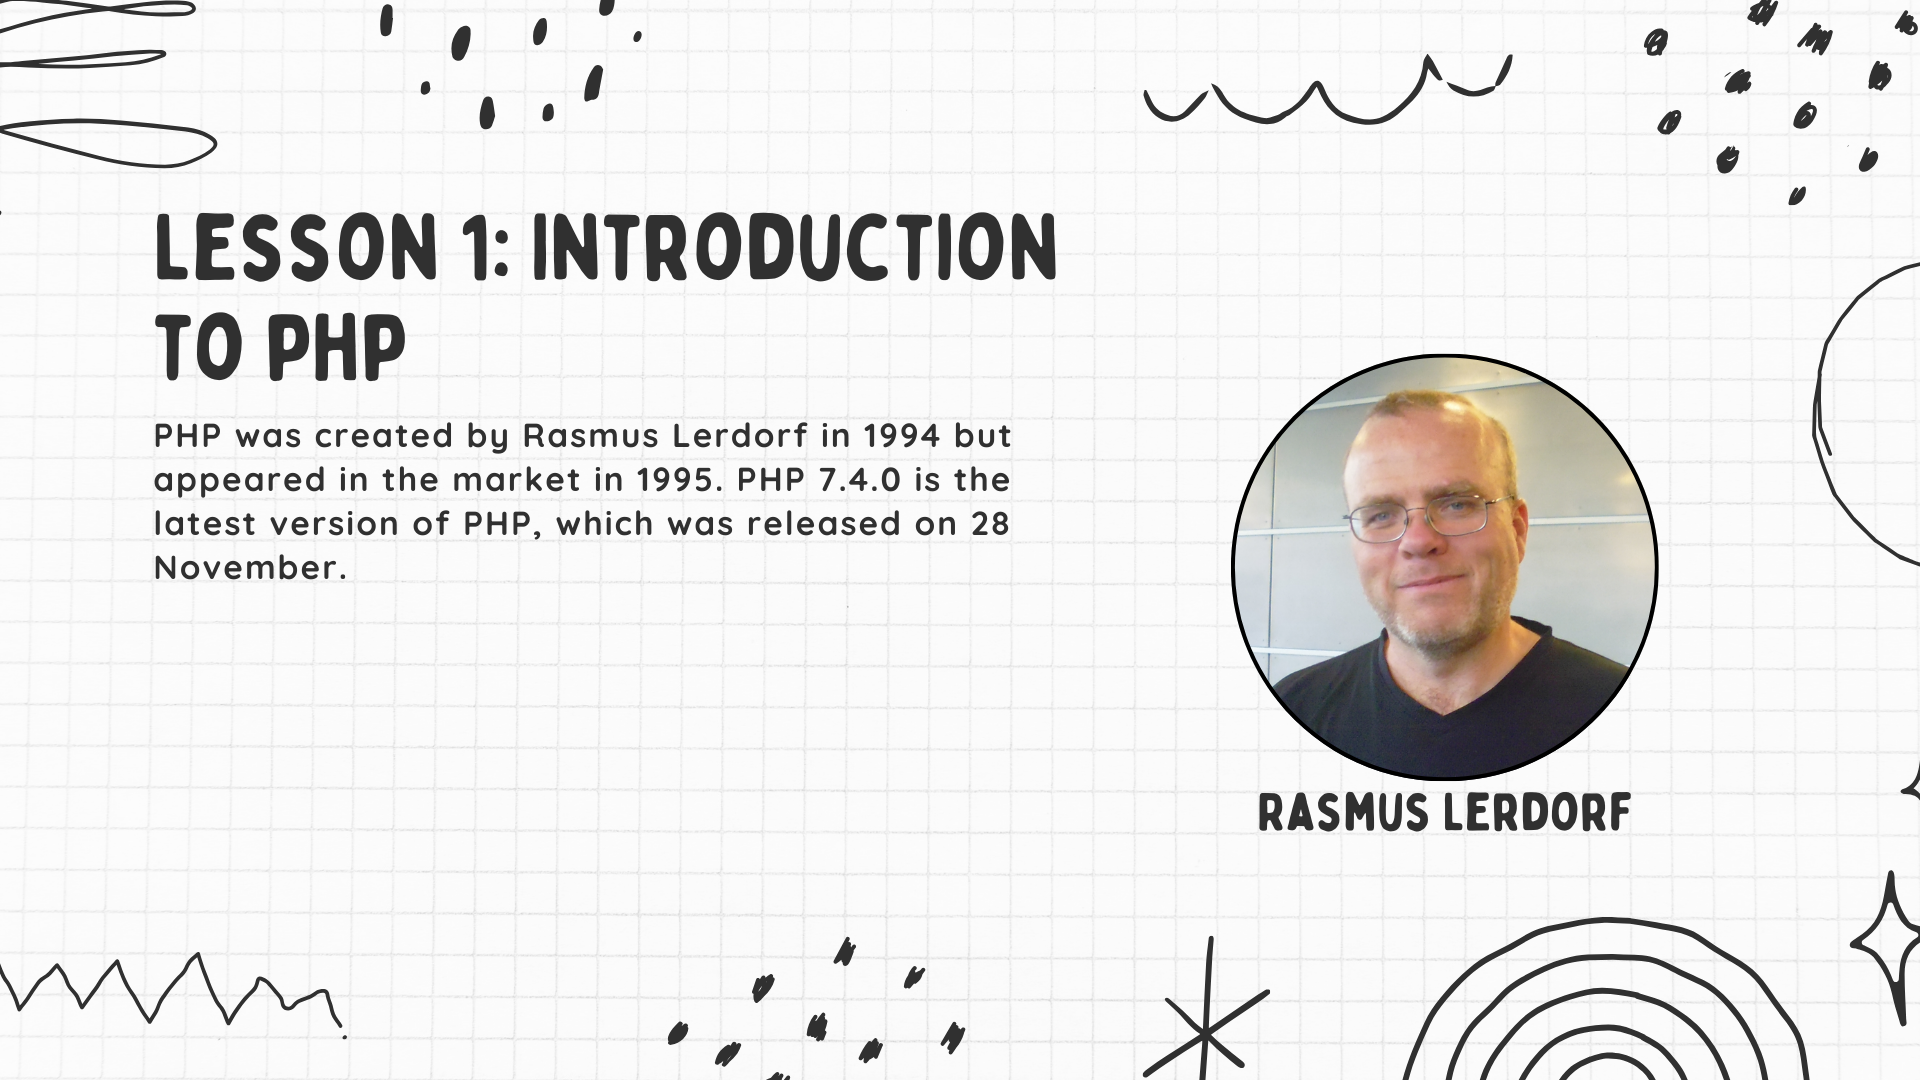 LESSON 1: INTRODUCTION
TO PHP
PHP was created by Rasmus Lerdorf in 1994 but
appeared in the market in 1995. PHP 7.4.0 is the
latest version of PHP, which was released on 28
November.
RASMUS LERDORF